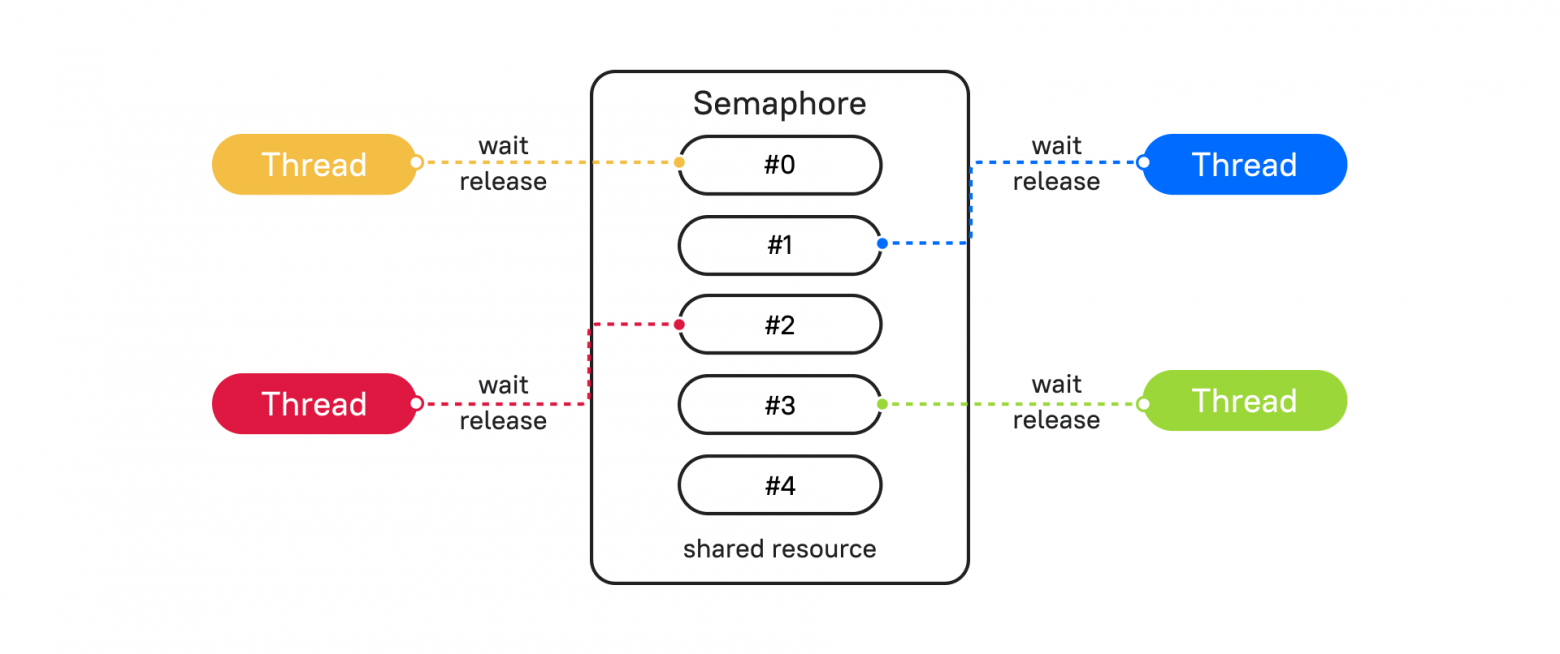 Semaphore
Thread
wait
release
#0
wait
release
Thread
#1
#2
Thread
wait
release
#3
wait
release
Thread
#4
shared resource